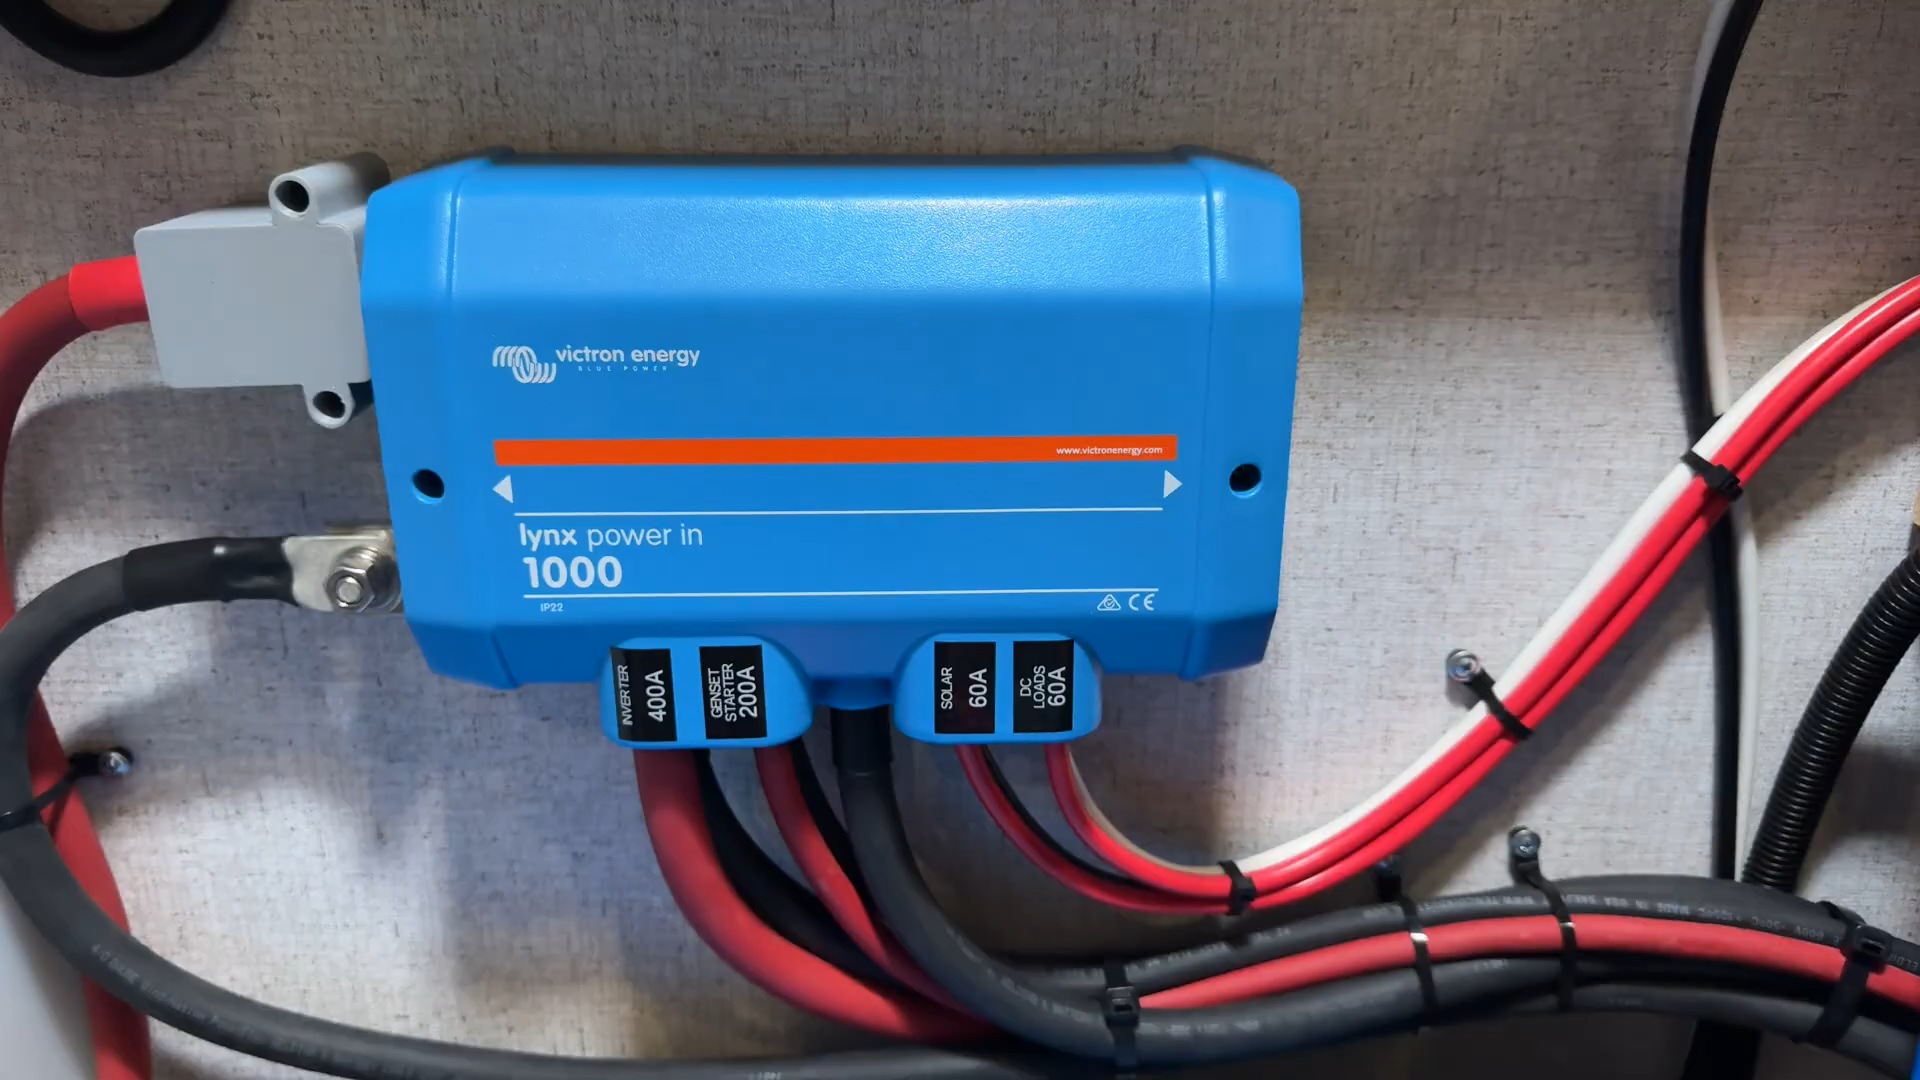 victron energy
BLUE POWER
www.victronenergy.com
lynx power in
1000
IP22
CE
INVERTER
400A
GENSET
STARTER
200A
SOLAR
60A
DC
LOADS
60A